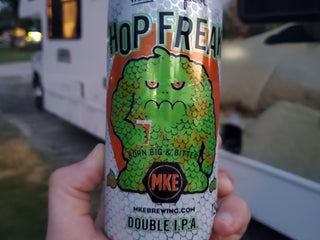 HOP FREAK
BORN BIG & BITTER
MKE
MKEBREWING.COM
DOUBLE I.P.A.